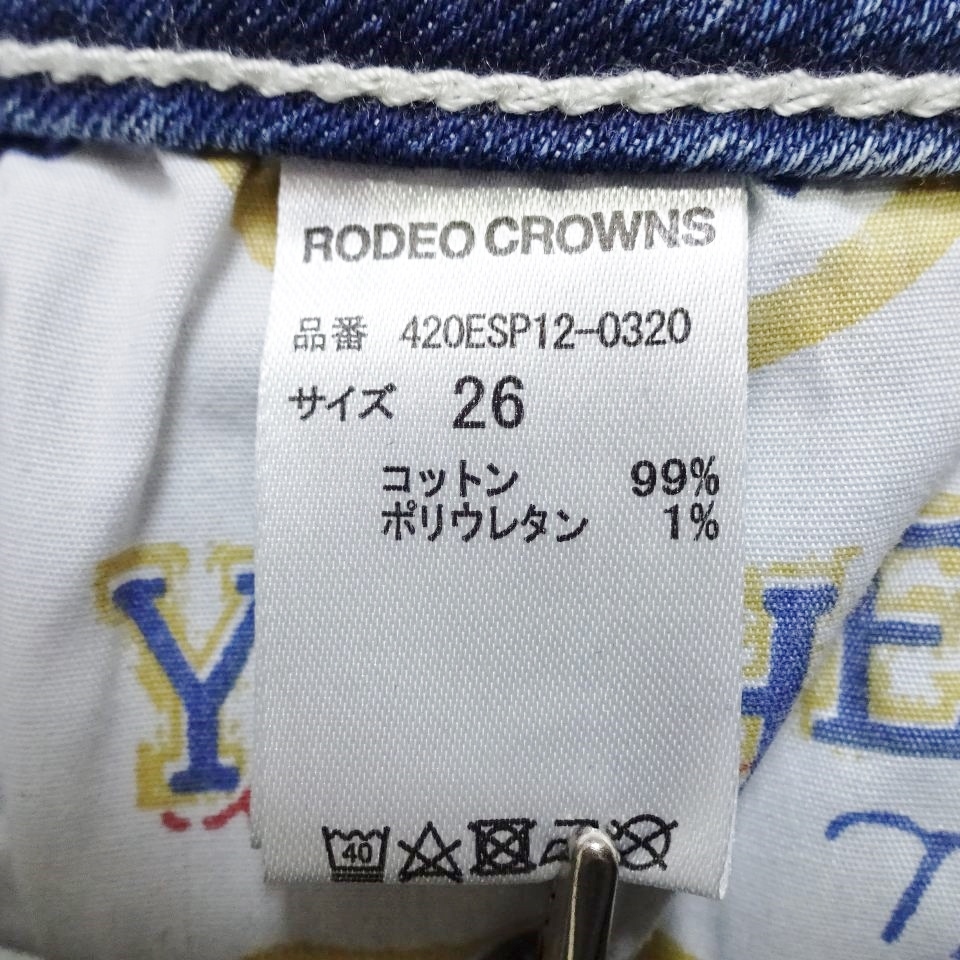 RODEO CROWNS
品番 420ESP12-0320
サイズ 26
コットン 99%
ポリウレタン 1%
Y
HE
40